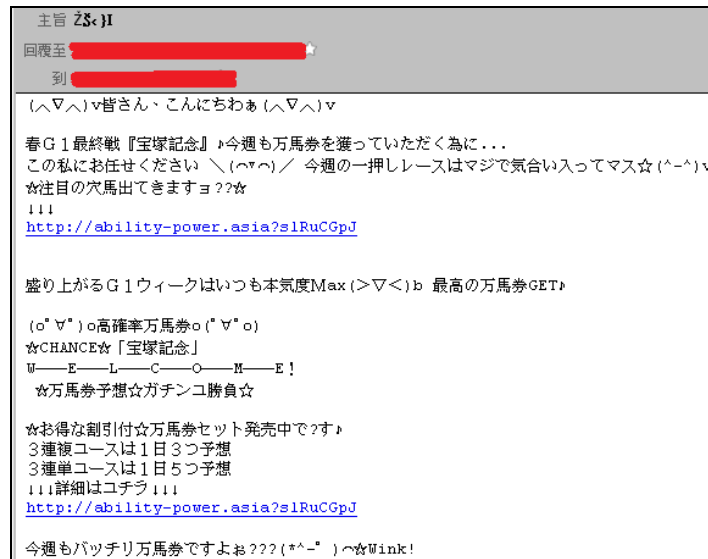 主旨 ŽŠ‹}I
回覆至
到
(∧∇∧)v皆さん、こんにちわぁ(∧∇∧)v
春G1最終戦『宝塚記念』♪今週も万馬券を獲っていただく為に...
この私にお任せください ＼(⌒▽⌒)／ 今週の一押しレースはマジで気合い入ってマス☆(^-^)v
☆注目の穴馬出てきますョ??☆
↓↓↓
http://ability-power.asia?slRuCGpJ
盛り上がるG1ウィークはいつも本気度Max(>▽<)b 最高の万馬券GET♪
(o ﾟ∀ﾟ)o高確率万馬券o(ﾟ∀ﾟo)
☆CHANCE☆「宝塚記念」
W――E――L――C――O――M――E!
☆万馬券予想☆ガチンコ勝負☆
☆お得な割引付☆万馬券セット発売中で?す♪
3連複コースは1日3つ予想
3連単コースは1日5つ予想
↓↓↓詳細はコチラ↓↓↓
http://ability-power.asia?slRuCGpJ
今週もバッチリ万馬券ですよぉ???(*^-ﾟ)⌒☆Wink!